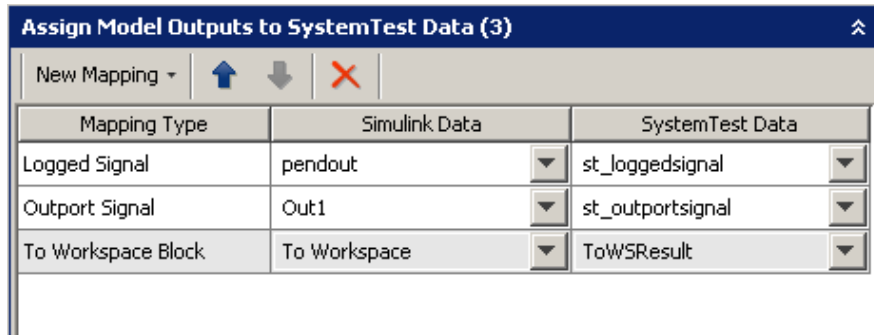 Assign Model Outputs to SystemTest Data (3)
New Mapping
Mapping Type Simulink Data SystemTest Data
Logged Signal pendout st_loggedsignal
Outport Signal Out1 st_outportsignal
To Workspace Block To Workspace ToWSResult